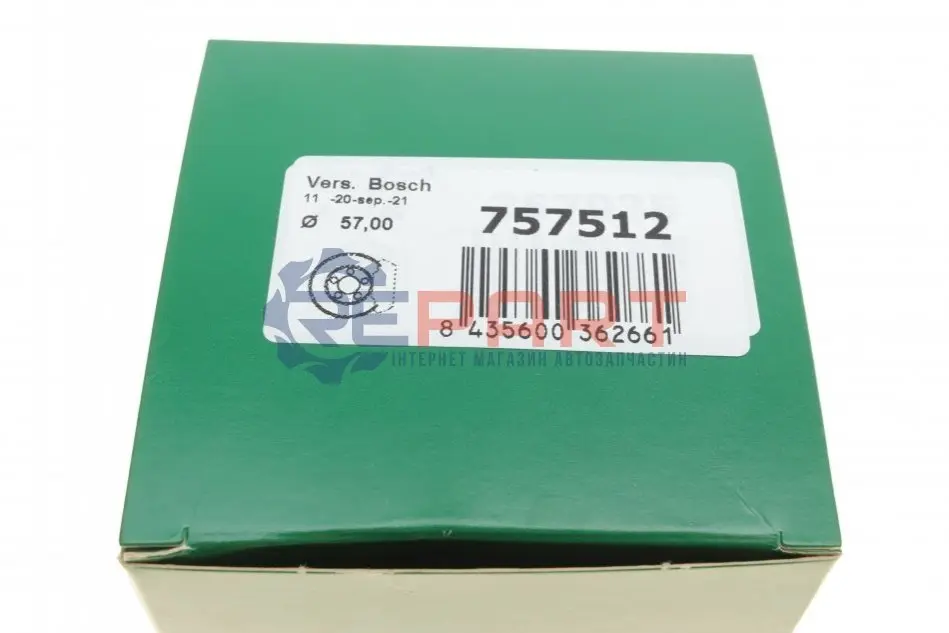 Vers. Bosch
11 -20-sep.-21
Ø 57,00
757512
8 435600 362661
REPART
ІНТЕРНЕТ МАГАЗИН АВТОЗАПЧАСТИН